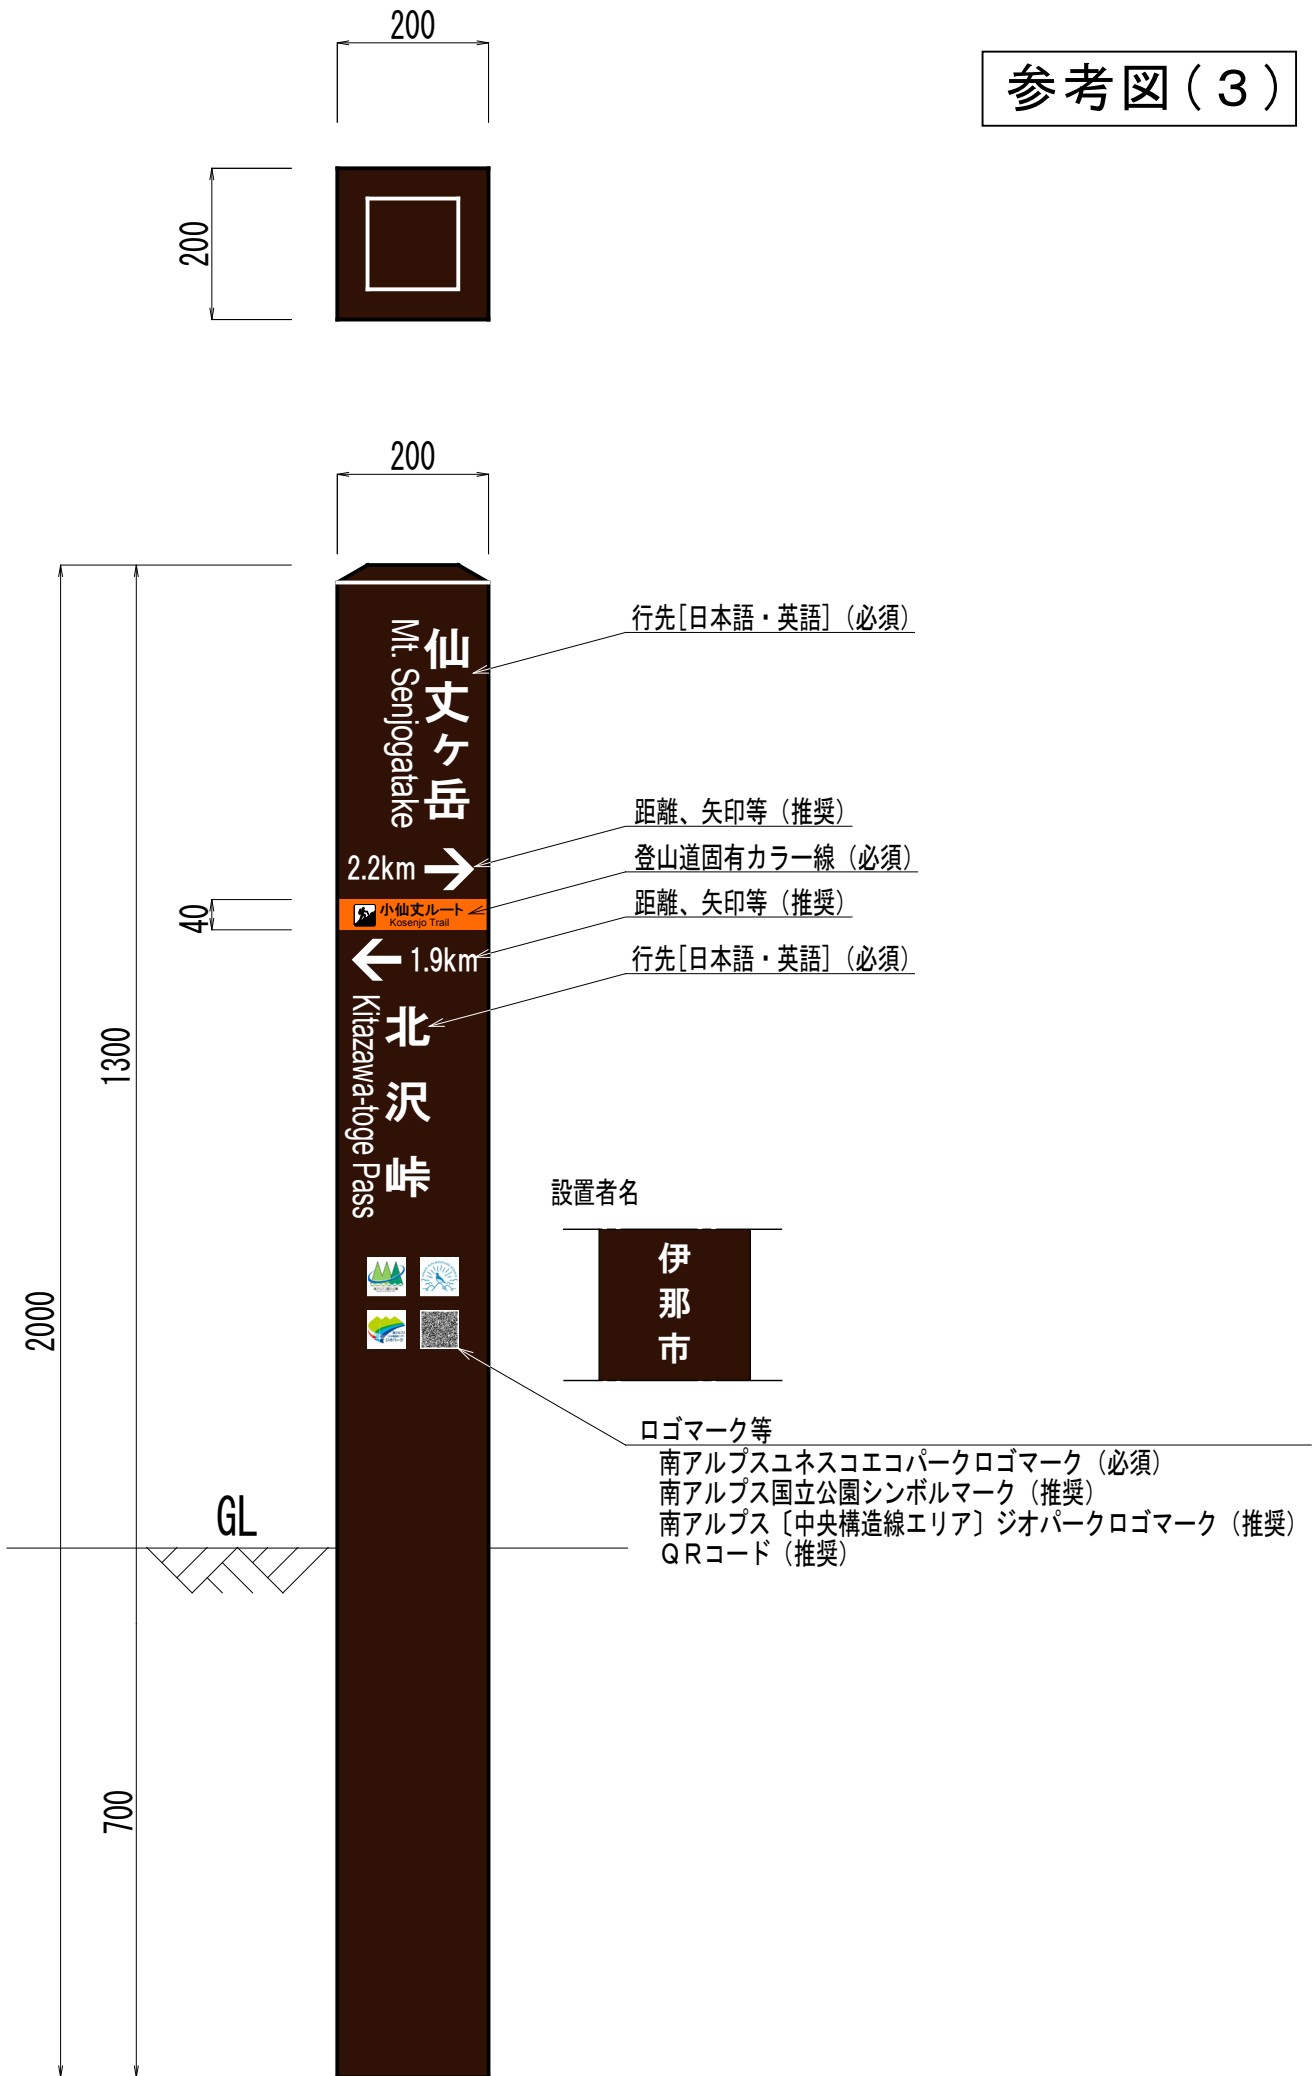 200
参考図(３)
200
200
行先[日本語・英語]（必須）
仙丈ヶ岳
Mt. Senjogatake
距離、矢印等（推奨）
2.2km →
登山道固有カラー線（必須）
40
小仙丈ルート
Kosenjo Trail
距離、矢印等（推奨）
← 1.9km
行先[日本語・英語]（必須）
北沢峠
Kitazawa-toge Pass
1300
設置者名
伊那市
2000
ロゴマーク等
南アルプスユネスコエコパークロゴマーク（必須）
南アルプス国立公園シンボルマーク（推奨）
南アルプス〔中央構造線エリア〕ジオパークロゴマーク（推奨）
ＱＲコード（推奨）
GL
700